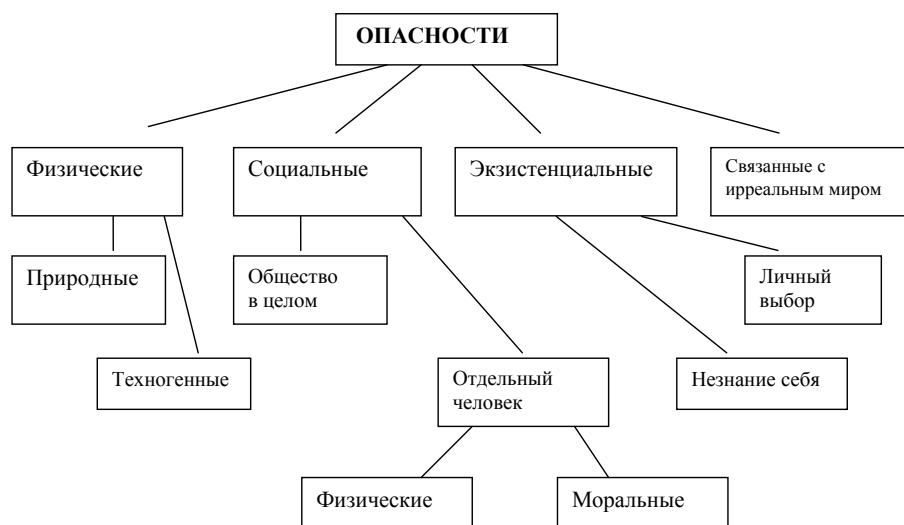 ОПАСНОСТИ
Физические
Социальные
Экзистенциальные
Связанные с
ирреальным миром
Природные
Общество
в целом
Личный
выбор
Техногенные
Отдельный
человек
Незнание себя
Физические
Моральные